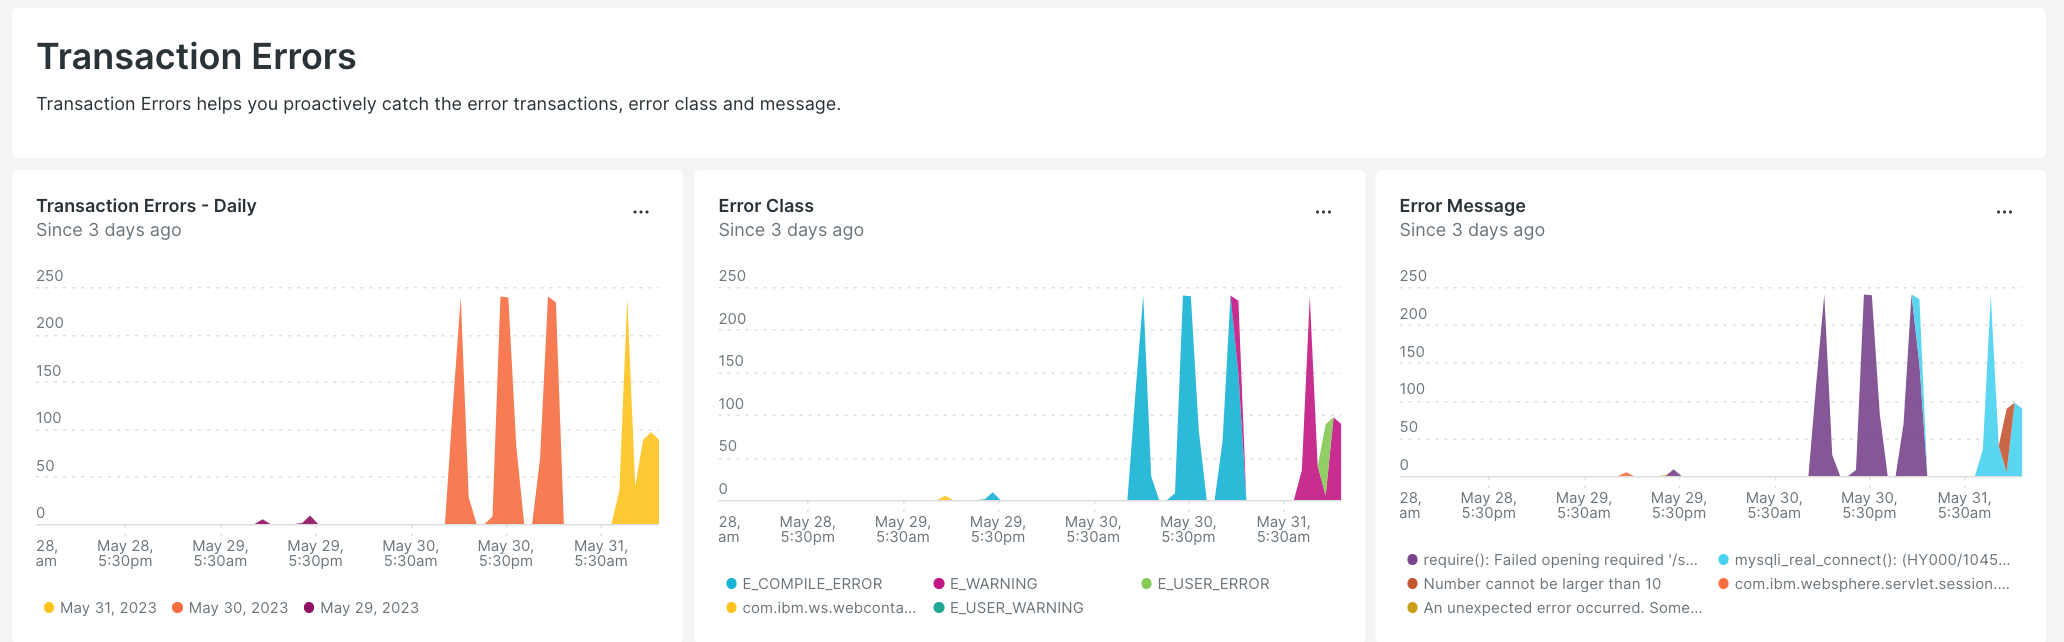 Transaction Errors
Transaction Errors helps you proactively catch the error transactions, error class and message.
Transaction Errors - Daily
...
Since 3 days ago
250
200
150
100
50
0
28, am
May 28, 5:30pm
May 29, 5:30am
May 29, 5:30pm
May 30, 5:30am
May 30, 5:30pm
May 31, 5:30am
May 31, 2023
May 30, 2023
May 29, 2023
Error Class
...
Since 3 days ago
250
200
150
100
50
0
28, am
May 28, 5:30pm
May 29, 5:30am
May 29, 5:30pm
May 30, 5:30am
May 30, 5:30pm
May 31, 5:30am
E_COMPILE_ERROR
E_WARNING
E_USER_ERROR
com.ibm.ws.webconta...
E_USER_WARNING
Error Message
...
Since 3 days ago
250
200
150
100
50
0
28, am
May 28, 5:30pm
May 29, 5:30am
May 29, 5:30pm
May 30, 5:30am
May 30, 5:30pm
May 31, 5:30am
require(): Failed opening required '/s...
mysqli_real_connect(): (HY000/1045...
Number cannot be larger than 10
com.ibm.websphere.servlet.session....
An unexpected error occurred. Some...